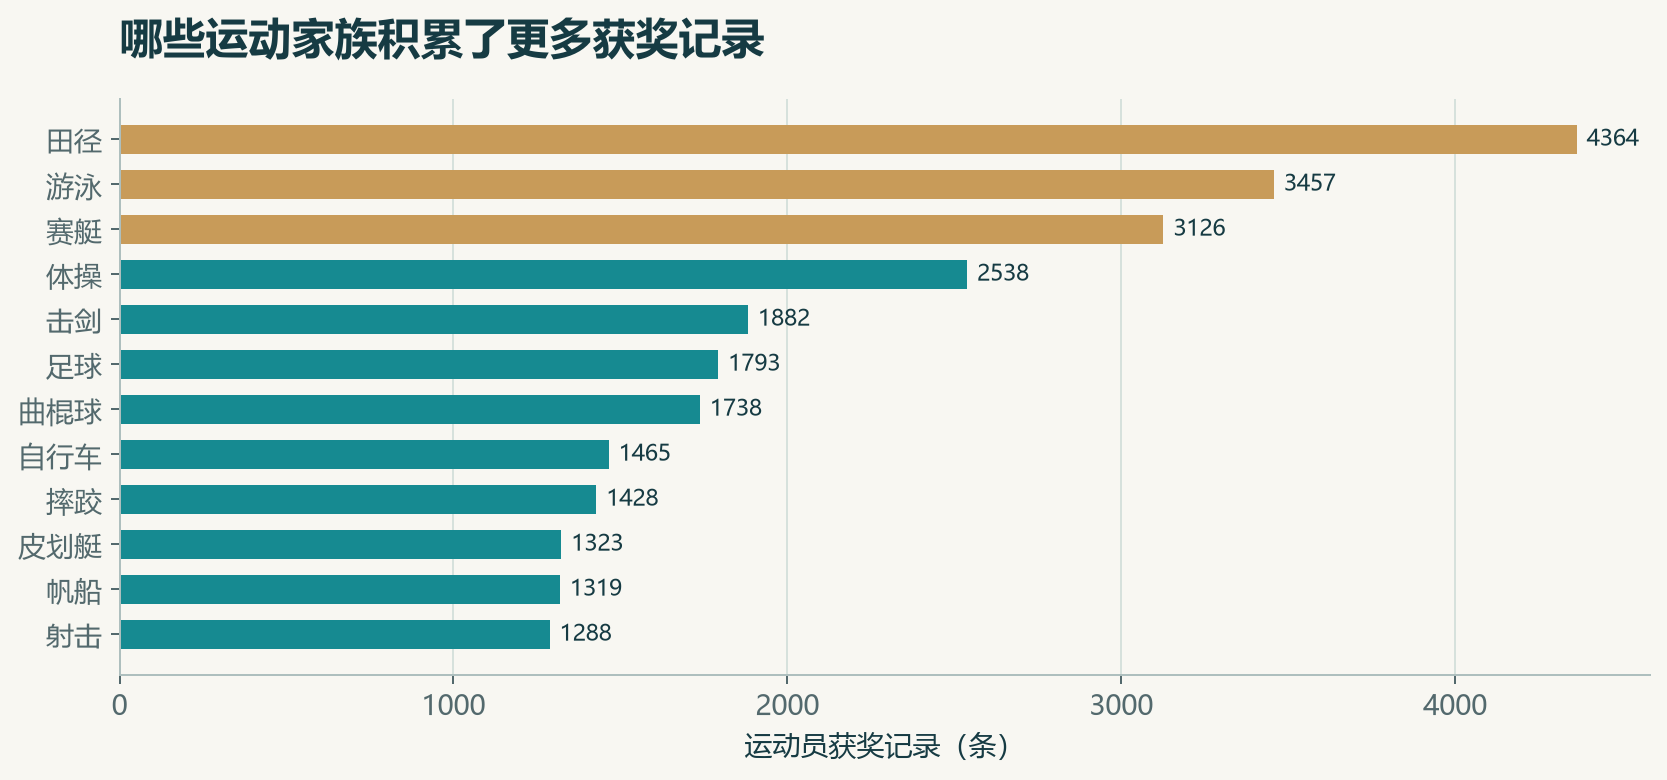 哪些运动家族积累了更多获奖记录
田径 4364
游泳 3457
赛艇 3126
体操 2538
击剑 1882
足球 1793
曲棍球 1738
自行车 1465
摔跤 1428
皮划艇 1323
帆船 1319
射击 1288
0 1000 2000 3000 4000
运动员获奖记录（条）